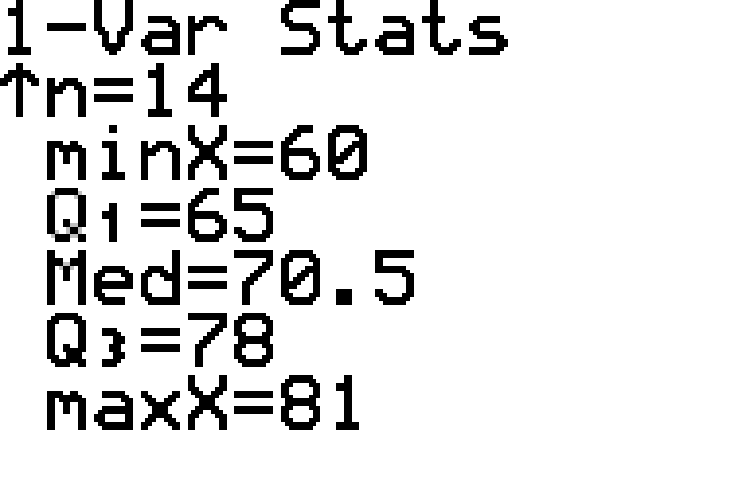 1-Var Stats
↑n=14
minX=60
Q₁=65
Med=70.5
Q₃=78
maxX=81